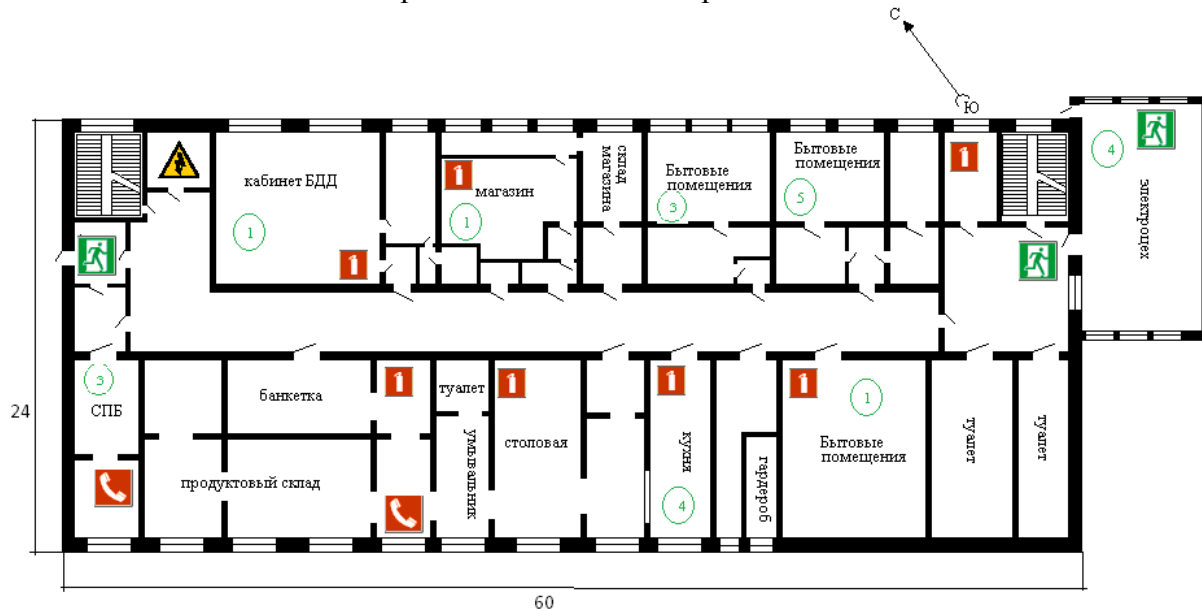 С
Ю
4
склад
магазина
Бытовые
помещения
кабинет БДД
магазин
Бытовые
помещения
электроцех
3
5
1
1
3
туалет
1
банкетка
24
СПБ
столовая
кухня
Бытовые
помещения
туалет
туалет
умывальник
продуктовый склад
гардероб
4
60